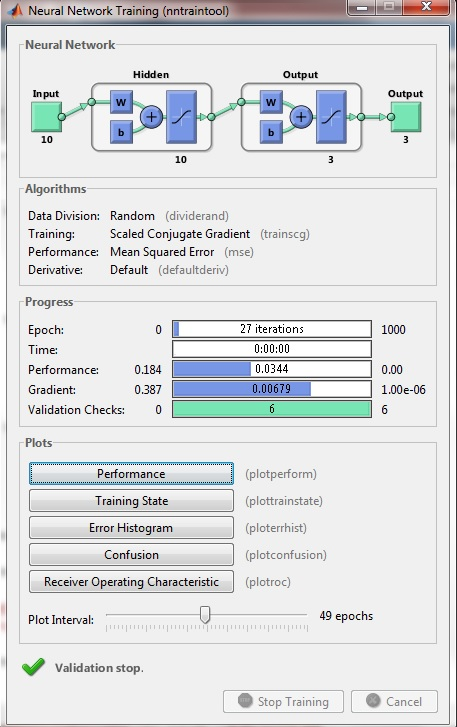 Neural Network Training (nntraintool)
Neural Network
Hidden Output
Input Output
W W
b b
10 3
10 3
Algorithms
Data Division: Random (dividerand)
Training: Scaled Conjugate Gradient (trainscg)
Performance: Mean Squared Error (mse)
Derivative: Default (defaultderiv)
Progress
Epoch: 0 27 iterations 1000
Time: 0:00:00
Performance: 0.184 0.0344 0.00
Gradient: 0.387 0.00679 1.00e-06
Validation Checks: 0 6 6
Plots
Performance (plotperform)
Training State (plottrainstate)
Error Histogram (ploterrhist)
Confusion (plotconfusion)
Receiver Operating Characteristic (plotroc)
Plot Interval: 49 epochs
Validation stop.
Stop Training Cancel